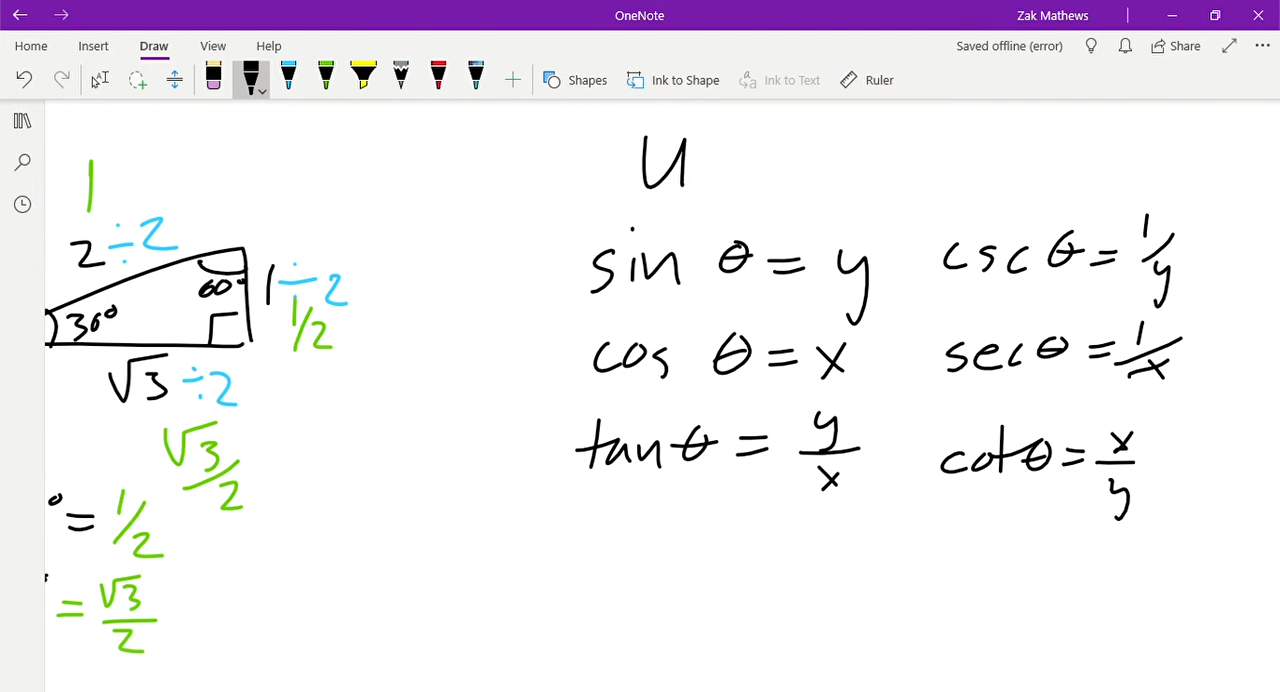 OneNote
Zak Mathews
Home Insert Draw View Help
Saved offline (error)
Share
Shapes
Ink to Shape
Ink to Text
Ruler
1
2 ÷2
60°
30°
1 ÷2
1/2
√3 ÷2
√3/2
° = 1/2
= √3/2
U
sin θ = y
csc θ = 1/y
cos θ = x
sec θ = 1/x
tan θ = y/x
cot θ = x/y